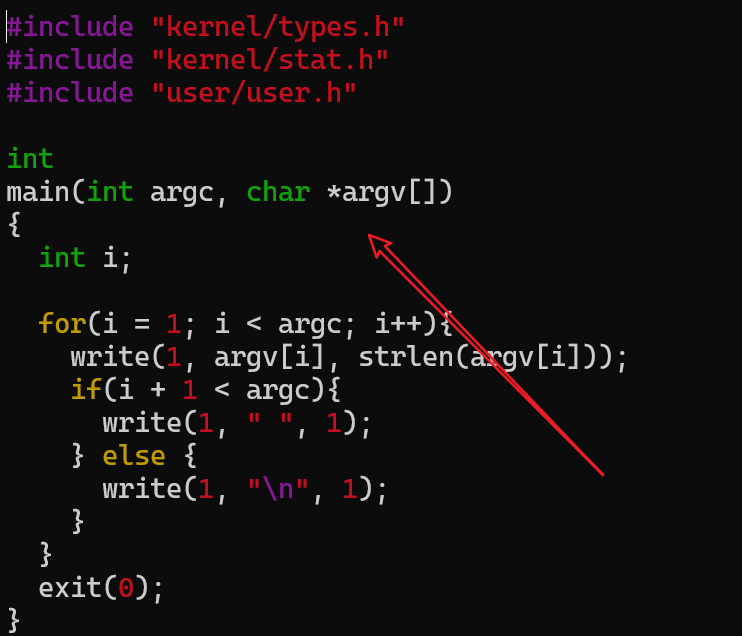 #include "kernel/types.h"
#include "kernel/stat.h"
#include "user/user.h"

int
main(int argc, char *argv[])
{
  int i;

  for(i = 1; i < argc; i++){
    write(1, argv[i], strlen(argv[i]));
    if(i + 1 < argc){
      write(1, " ", 1);
    } else {
      write(1, "\n", 1);
    }
  }
  exit(0);
}